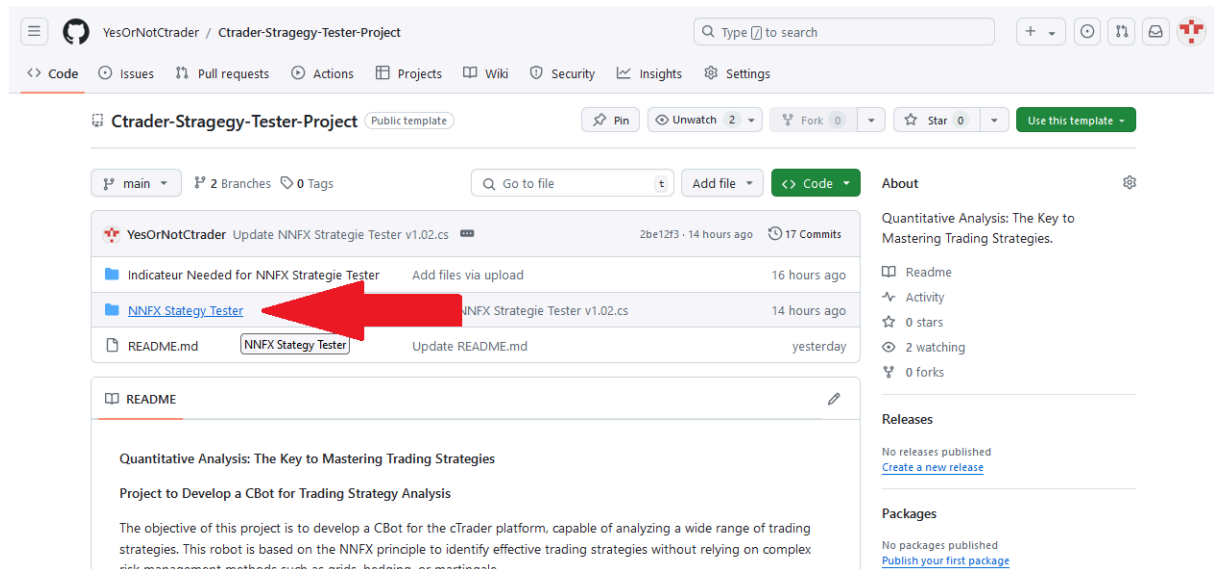 YesOrNotCtrader / Ctrader-Stragegy-Tester-Project
Type / to search
Code Issues Pull requests Actions Projects Wiki Security Insights Settings
Ctrader-Stragegy-Tester-Project Public template Pin Unwatch 2 Fork 0 Star 0 Use this template
main 2 Branches 0 Tags Go to file t Add file Code
YesOrNotCtrader Update NNFX Strategie Tester v1.02.cs 2be12f3 · 14 hours ago 17 Commits
Indicateur Needed for NNFX Strategie Tester Add files via upload 16 hours ago
NNFX Stategy Tester NNFX Strategie Tester v1.02.cs 14 hours ago
NNFX Stategy Tester
README.md Update README.md yesterday
README
Quantitative Analysis: The Key to Mastering Trading Strategies
Project to Develop a CBot for Trading Strategy Analysis
The objective of this project is to develop a CBot for the cTrader platform, capable of analyzing a wide range of trading
strategies. This robot is based on the NNFX principle to identify effective trading strategies without relying on complex
risk management methods such as grids, hedging, or martingale.
About
Quantitative Analysis: The Key to
Mastering Trading Strategies.
Readme
Activity
0 stars
2 watching
0 forks
Releases
No releases published
Create a new release
Packages
No packages published
Publish your first package